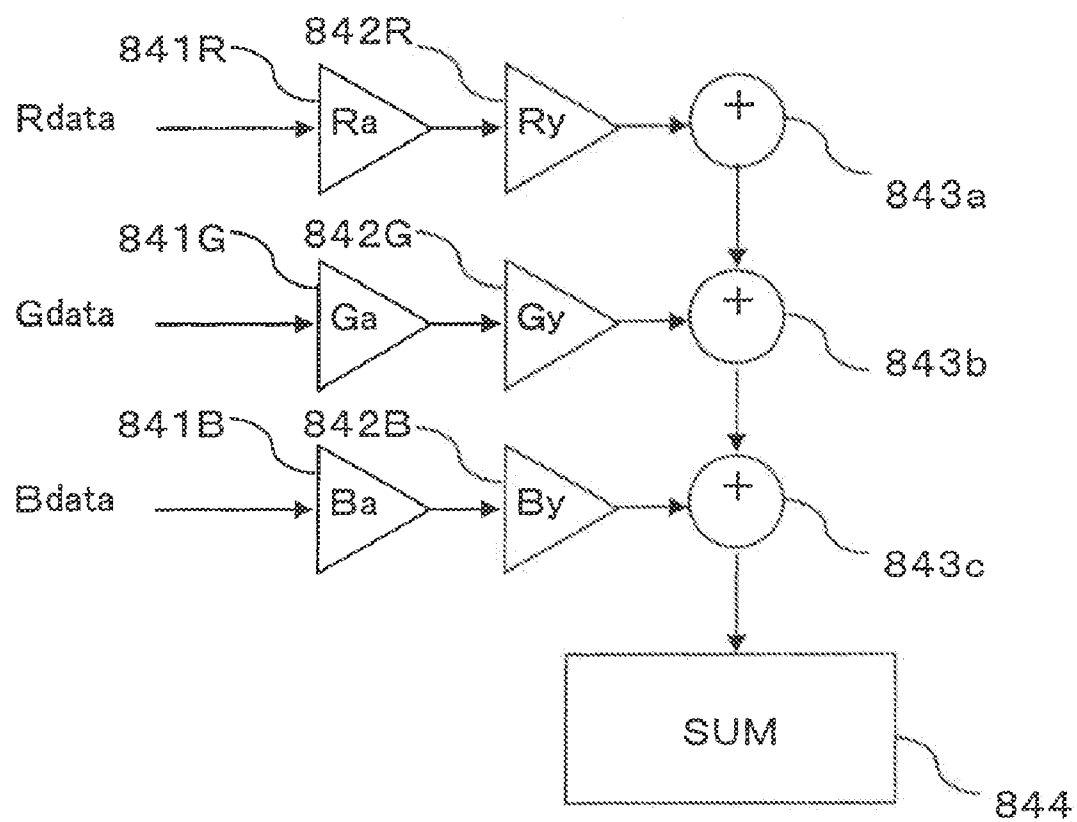 841R 842R
Rdata Ra Ry +
843a
841G 842G
Gdata Ga Gy +
843b
841B 842B
Bdata Ba By +
843c
SUM
844